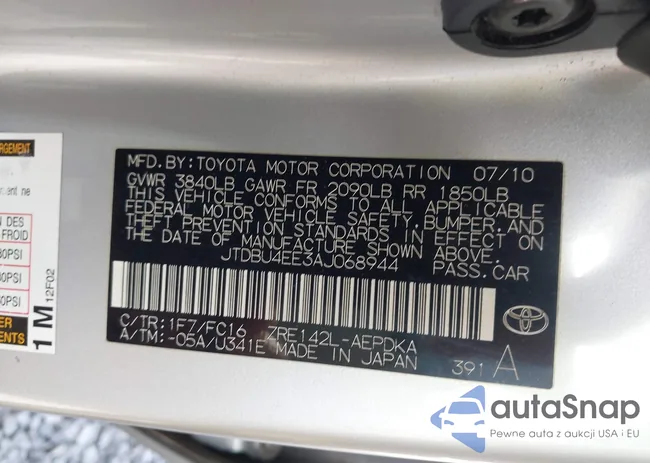 MFD.BY:TOYOTA MOTOR CORPORATION 07/10
GVWR 3840LB GAWR FR 2090LB RR 1850LB
THIS VEHICLE CONFORMS TO ALL APPLICABLE
FEDERAL MOTOR VEHICLE SAFETY,BUMPER,AND
THEFT PREVENTION STANDARDS IN EFFECT ON
THE DATE OF MANUFACTURE SHOWN ABOVE.
JTDBU4EE3AJ068944 PASS.CAR
C/TR:1F7/FC16 ZRE142L-AEPDKA
A/TM:-05A/U341E MADE IN JAPAN 391 A
1 M 12F02
autaSnap
Pewne auta z aukcji USA i EU